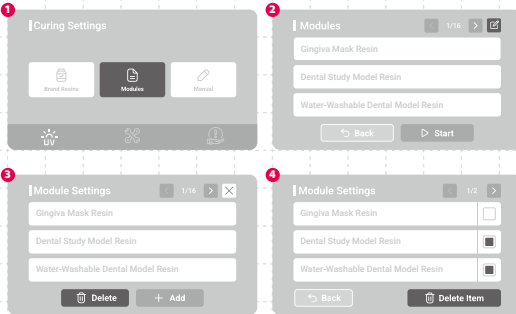 1
Curing Settings
Brand Resins
Modules
Manual
UV
2
Modules
1/16
Gingiva Mask Resin
Dental Study Model Resin
Water-Washable Dental Model Resin
Back
Start
3
Module Settings
1/16
Gingiva Mask Resin
Dental Study Model Resin
Water-Washable Dental Model Resin
Delete
Add
4
Module Settings
1/2
Gingiva Mask Resin
Dental Study Model Resin
Water-Washable Dental Model Resin
Back
Delete Item